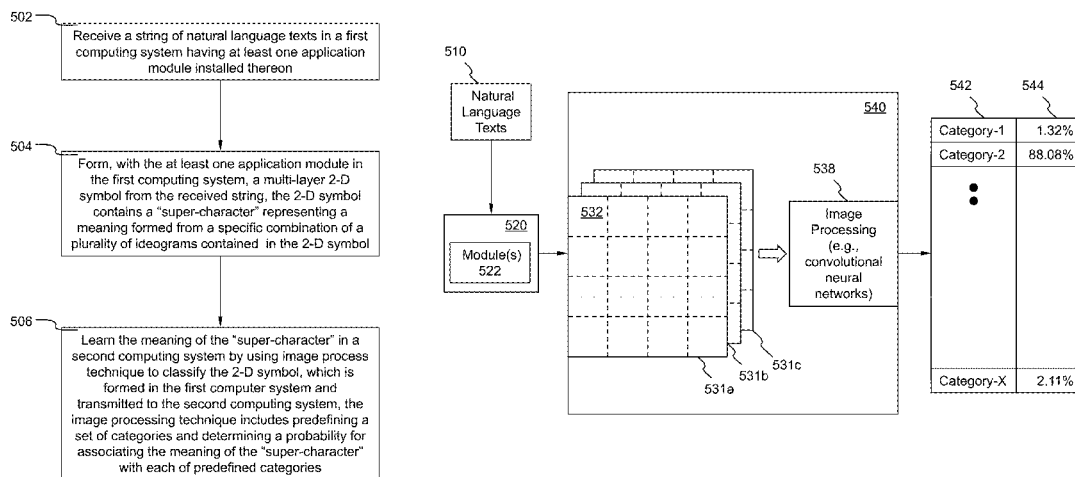 502
Receive a string of natural language texts in a first
computing system having at least one application
module installed thereon
504
Form, with the at least one application module in
the first computing system, a multi-layer 2-D
symbol from the received string, the 2-D symbol
contains a “super-character” representing a
meaning formed from a specific combination of a
plurality of ideograms contained in the 2-D symbol
506
Learn the meaning of the “super-character” in a
second computing system by using image process
technique to classify the 2-D symbol, which is
formed in the first computer system and
transmitted to the second computing system, the
image processing technique includes predefining a
set of categories and determining a probability for
associating the meaning of the “super-character”
with each of predefined categories
510
Natural
Language
Texts
520
Module(s)
522
540
532
531a
531b
531c
538
Image
Processing
(e.g.,
convolutional
neural
networks)
542
544
Category-1 1.32%
Category-2 88.08%
Category-X 2.11%